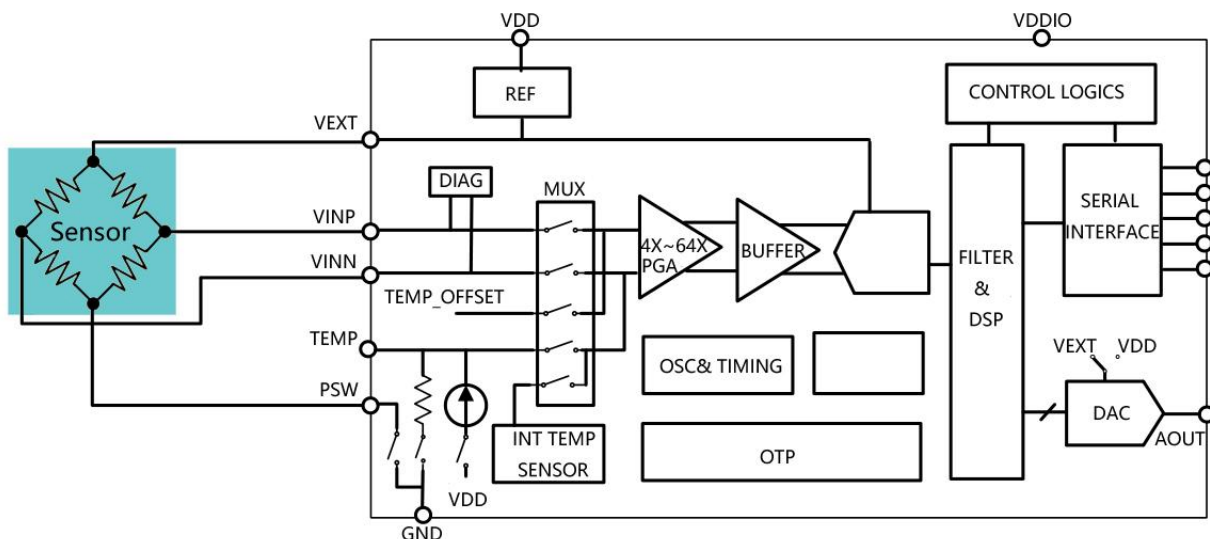 VDD
VDDIO
REF
CONTROL LOGICS
VEXT
DIAG
MUX
Sensor
VINP
4X~64X
PGA
BUFFER
FILTER
&
DSP
SERIAL
INTERFACE
VINN
TEMP_OFFSET
TEMP
OSC& TIMING
VEXT
VDD
PSW
DAC
AOUT
INT TEMP
SENSOR
OTP
VDD
GND